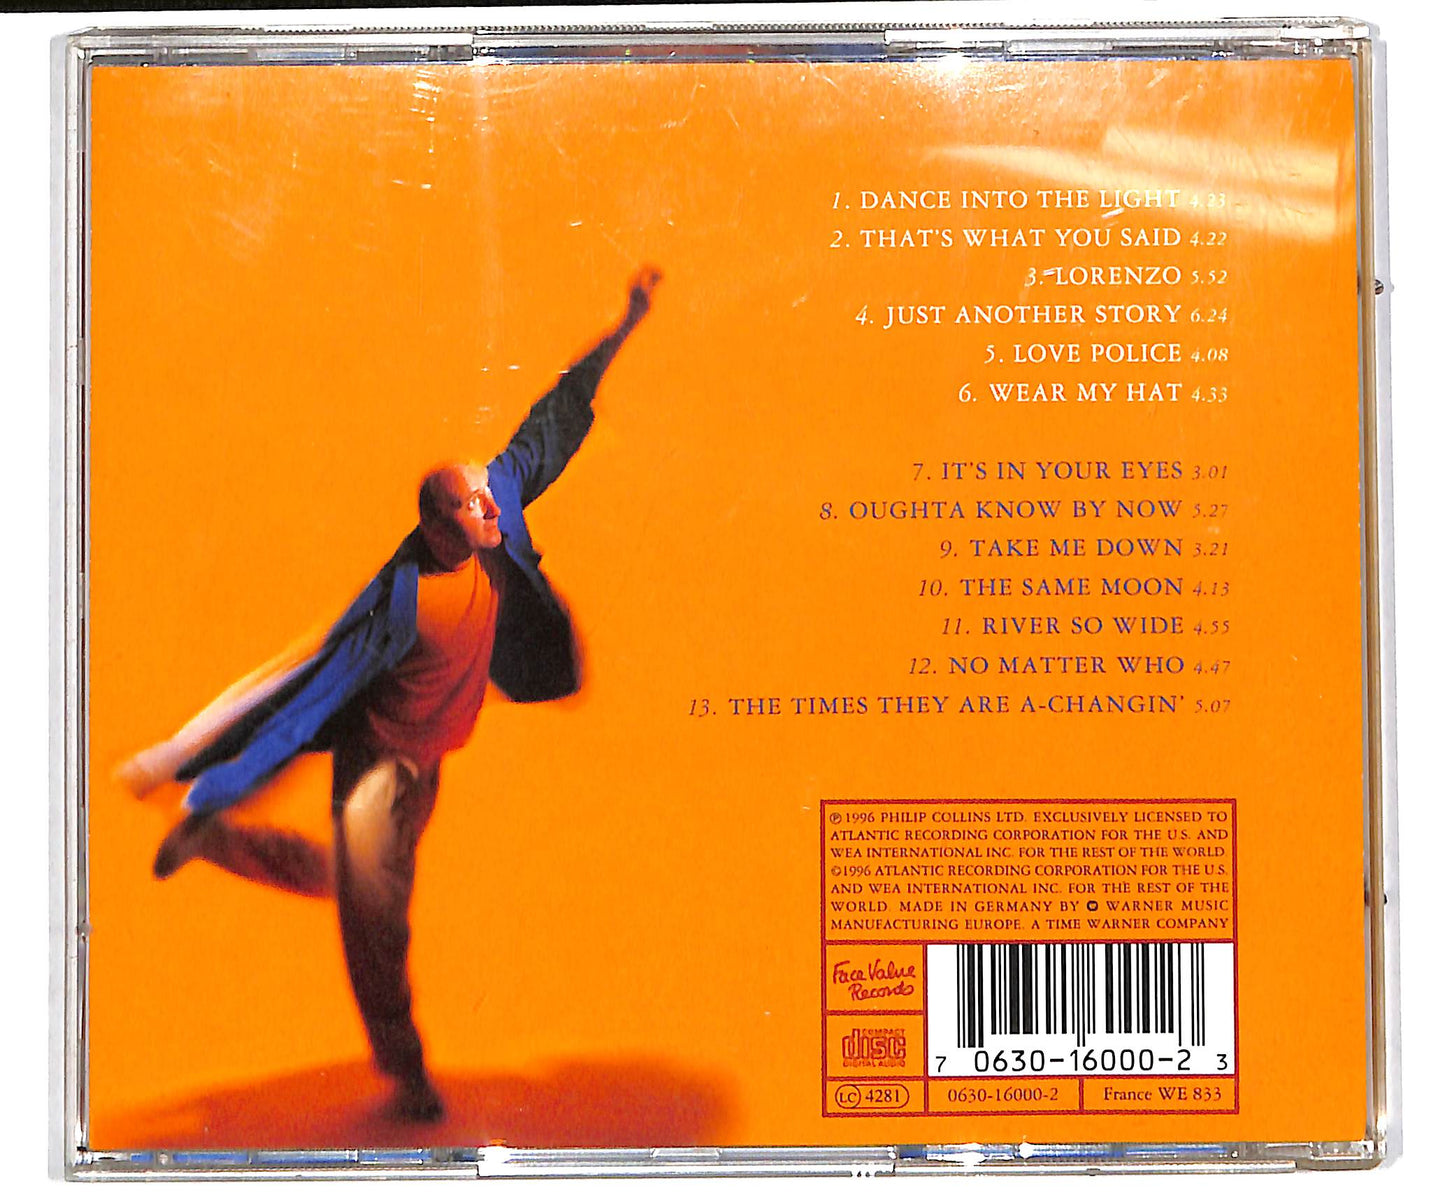 1. DANCE INTO THE LIGHT 4.23
2. THAT'S WHAT YOU SAID 4.22
3. LORENZO 5.52
4. JUST ANOTHER STORY 6.24
5. LOVE POLICE 4.08
6. WEAR MY HAT 4.33
7. IT'S IN YOUR EYES 3.01
8. OUGHTA KNOW BY NOW 5.27
9. TAKE ME DOWN 3.21
10. THE SAME MOON 4.13
11. RIVER SO WIDE 4.55
12. NO MATTER WHO 4.47
13. THE TIMES THEY ARE A-CHANGIN' 5.07
℗ 1996 PHILIP COLLINS LTD. EXCLUSIVELY LICENSED TO
ATLANTIC RECORDING CORPORATION FOR THE U.S. AND
WEA INTERNATIONAL INC. FOR THE REST OF THE WORLD.
©1996 ATLANTIC RECORDING CORPORATION FOR THE U.S.
AND WEA INTERNATIONAL INC. FOR THE REST OF THE
WORLD. MADE IN GERMANY BY WARNER MUSIC
MANUFACTURING EUROPE. A TIME WARNER COMPANY
Face Value
Records
COMPACT
disc
DIGITAL AUDIO
7 0630-16000-2 3
LC 4281
0630-16000-2
France WE 833